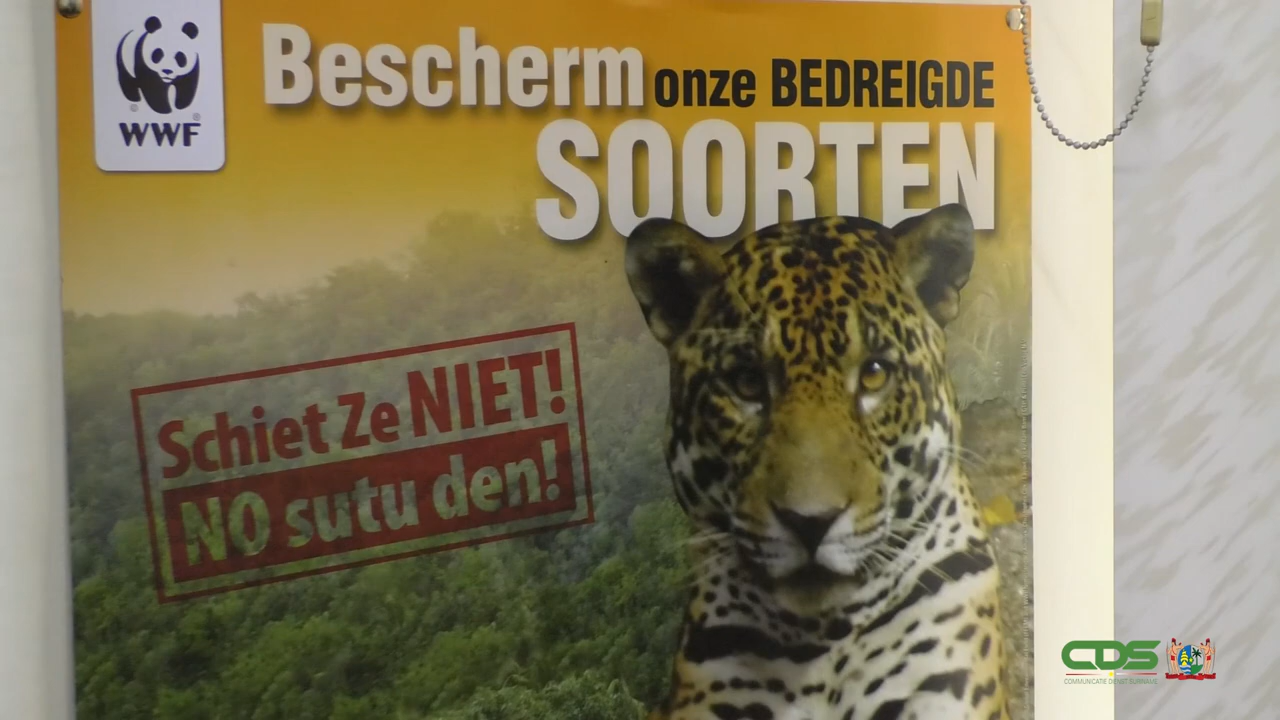 WWF
Bescherm onze BEDREIGDE
SOORTEN
Schiet Ze NIET!
NO sutu den!
CDS
COMMUNICATIE DIENST SURINAME